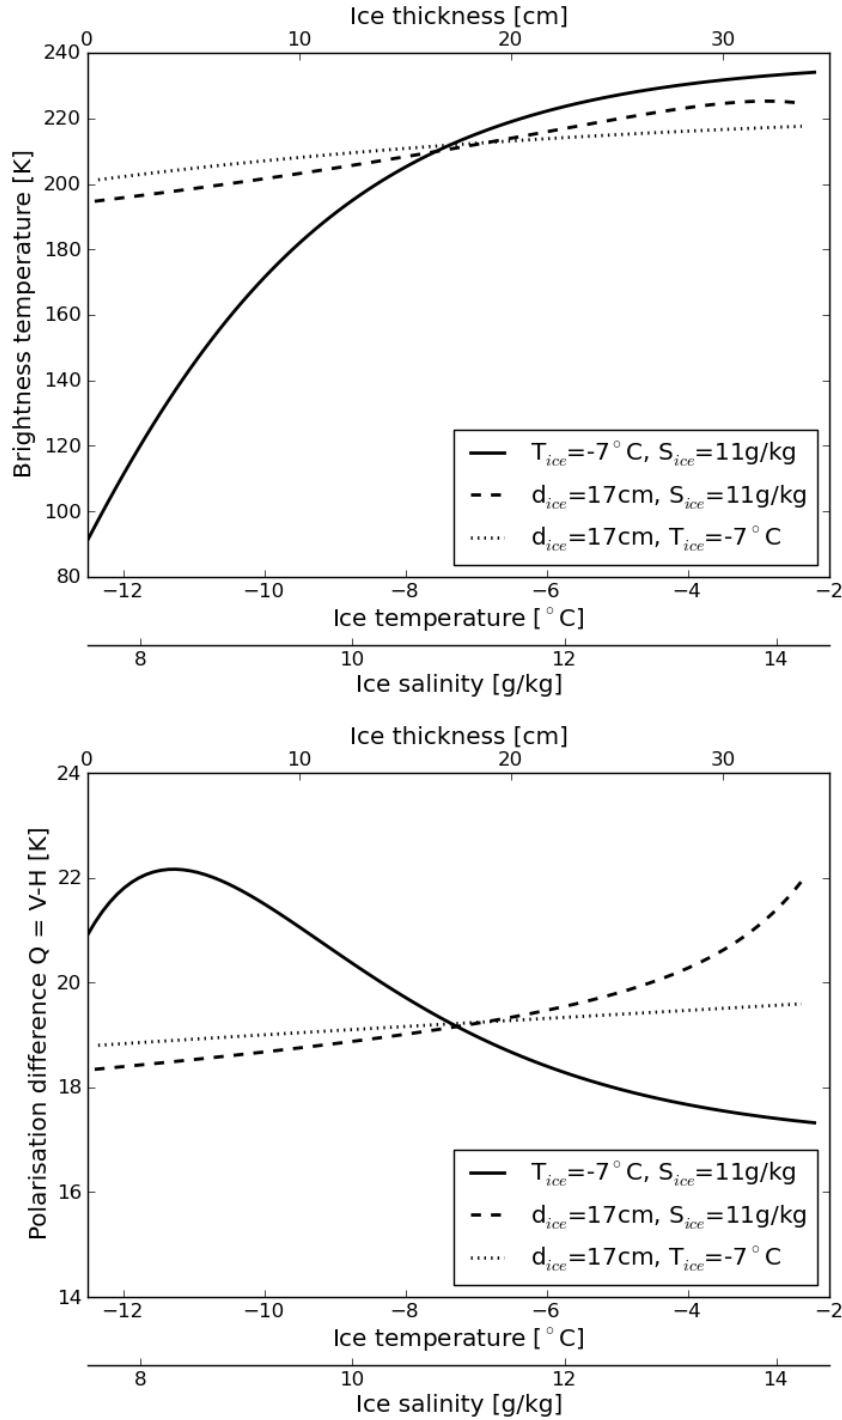 Ice thickness [cm]
0 10 20 30
240
220
200
180
160
140
120
100
80
Brightness temperature [K]
T_ice=-7°C, S_ice=11g/kg
d_ice=17cm, S_ice=11g/kg
d_ice=17cm, T_ice=-7°C
−12 −10 −8 −6 −4 −2
Ice temperature [°C]
8 10 12 14
Ice salinity [g/kg]
Ice thickness [cm]
0 10 20 30
24
22
20
18
16
14
Polarisation difference Q = V-H [K]
T_ice=-7°C, S_ice=11g/kg
d_ice=17cm, S_ice=11g/kg
d_ice=17cm, T_ice=-7°C
−12 −10 −8 −6 −4 −2
Ice temperature [°C]
8 10 12 14
Ice salinity [g/kg]